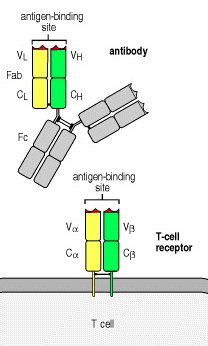 antigen-binding
site
antibody
VL VH
Fab
CL CH
Fc
antigen-binding
site
Vα Vβ
T-cell
receptor
Cα Cβ
T cell